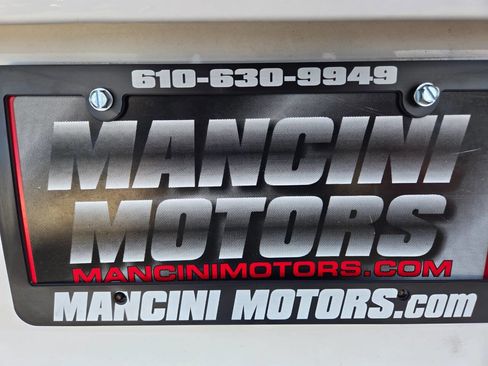 610-630-9949
MANCINI
MOTORS
MANCINIMOTORS.COM
MANCINI MOTORS.com